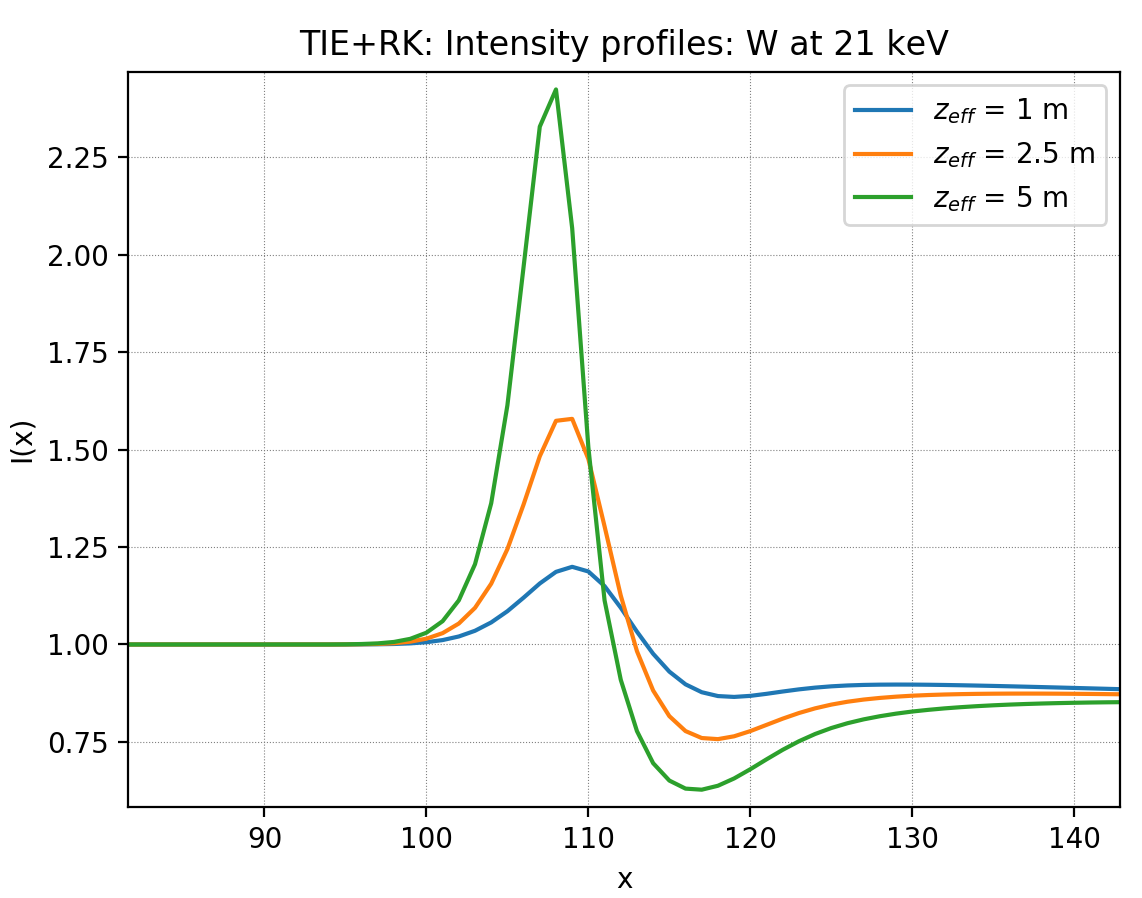 TIE+RK: Intensity profiles: W at 21 keV
z_eff = 1 m
z_eff = 2.5 m
z_eff = 5 m
I(x)
2.25
2.00
1.75
1.50
1.25
1.00
0.75
90 100 110 120 130 140
x